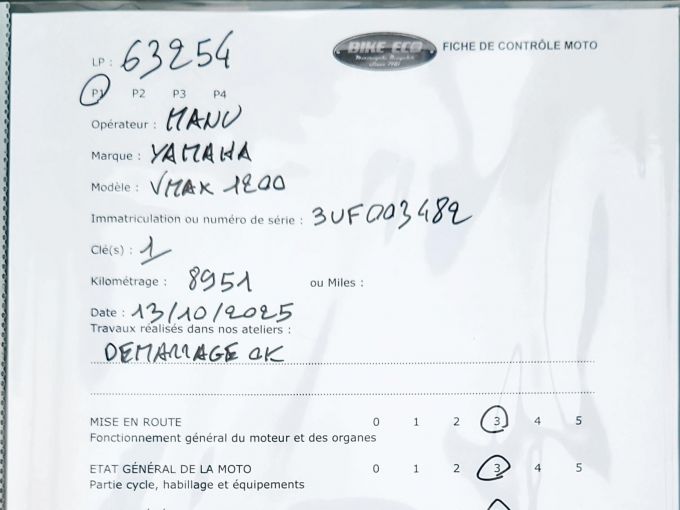 LP : 63254
BIKE ECO
FICHE DE CONTRÔLE MOTO
P1 P2 P3 P4
Opérateur : MANU
Marque : YAMAHA
Modèle : VMAX 1200
Immatriculation ou numéro de série : 3UF003482
Clé(s) : 1
Kilométrage : 8951 ou Miles :
Date : 13/10/2025
Travaux réalisés dans nos ateliers :
DEMARRAGE OK
MISE EN ROUTE 0 1 2 3 4 5
Fonctionnement général du moteur et des organes
ETAT GÉNÉRAL DE LA MOTO 0 1 2 3 4 5
Partie cycle, habillage et équipements